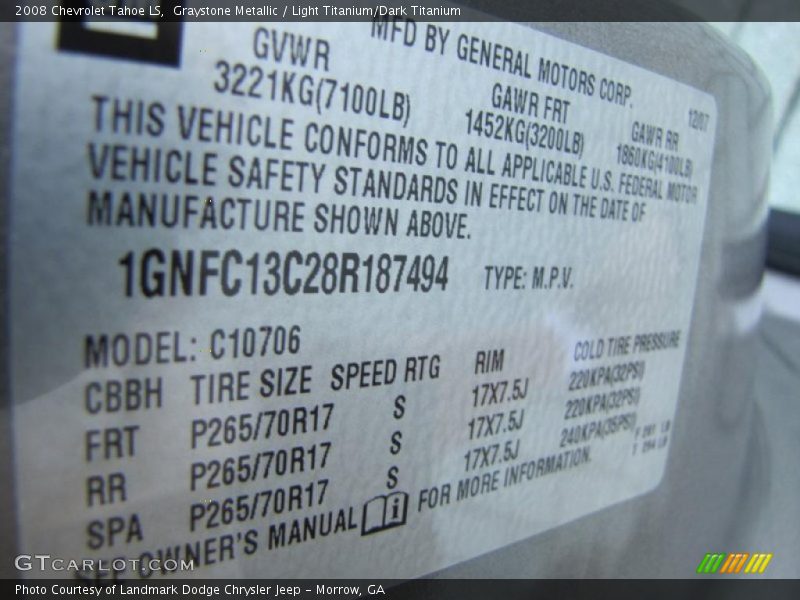 2008 Chevrolet Tahoe LS,  Graystone Metallic / Light Titanium/Dark Titanium
MFD BY GENERAL MOTORS CORP.
12/07
GVWR GAWR FRT GAWR RR
3221KG(7100LB) 1452KG(3200LB) 1860KG(4100LB)
THIS VEHICLE CONFORMS TO ALL APPLICABLE U.S. FEDERAL MOTOR
VEHICLE SAFETY STANDARDS IN EFFECT ON THE DATE OF
MANUFACTURE SHOWN ABOVE.
1GNFC13C28R187494 TYPE: M.P.V.
MODEL: C10706
CBBH TIRE SIZE SPEED RTG RIM COLD TIRE PRESSURE
FRT P265/70R17 S 17X7.5J 220KPA(32PSI)
RR P265/70R17 S 17X7.5J 220KPA(32PSI)
SPA P265/70R17 S 17X7.5J 240KPA(35PSI)
SEE OWNER'S MANUAL FOR MORE INFORMATION.
GTCARLOT.COM
Photo Courtesy of Landmark Dodge Chrysler Jeep – Morrow, GA